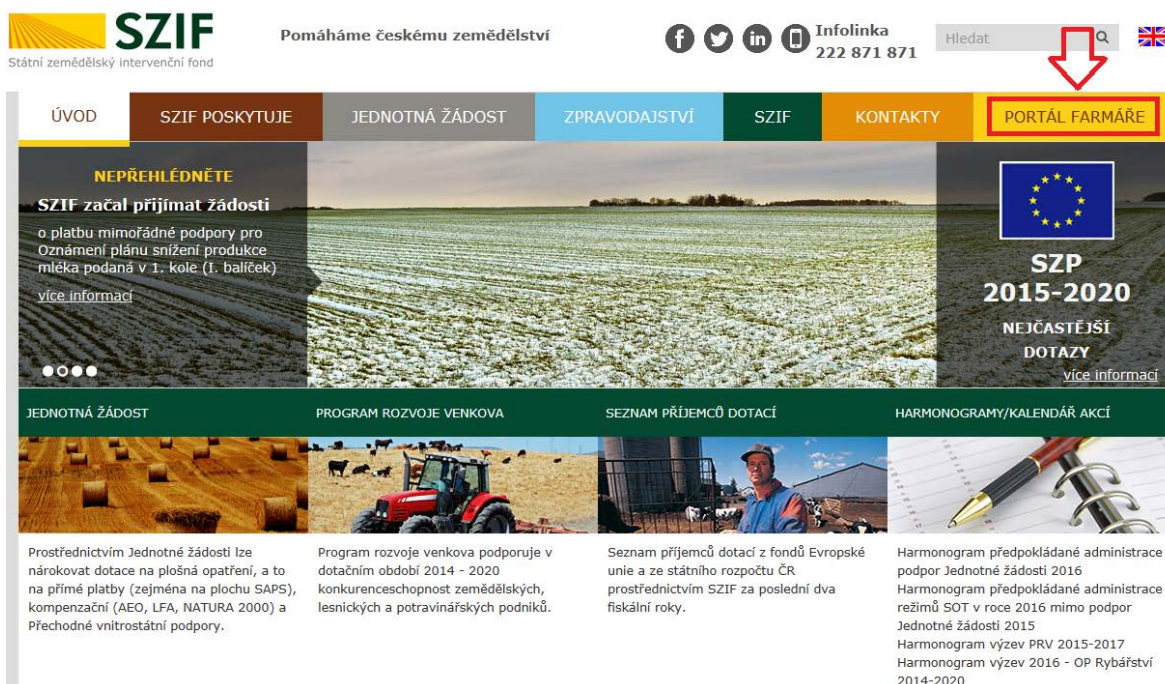 SZIF
Státní zemědělský intervenční fond
Pomáháme českému zemědělství
Infolinka
222 871 871
Hledat
ÚVOD
SZIF POSKYTUJE
JEDNOTNÁ ŽÁDOST
ZPRAVODAJSTVÍ
SZIF
KONTAKTY
PORTÁL FARMÁŘE
NEPŘEHLÉDNĚTE
SZIF začal přijímat žádosti
o platbu mimořádné podpory pro
Oznámení plánu snížení produkce
mléka podaná v 1. kole (I. balíček)
více informací
SZP
2015-2020
NEJČASTĚJŠÍ
DOTAZY
více informací
JEDNOTNÁ ŽÁDOST
Prostřednictvím Jednotné žádosti lze
nárokovat dotace na plošná opatření, a to
na přímé platby (zejména na plochu SAPS),
kompenzační (AEO, LFA, NATURA 2000) a
Přechodné vnitrostátní podpory.
PROGRAM ROZVOJE VENKOVA
Program rozvoje venkova podporuje v
dotačním období 2014 - 2020
konkurenceschopnost zemědělských,
lesnických a potravinářských podniků.
SEZNAM PŘÍJEMCŮ DOTACÍ
Seznam příjemců dotací z fondů Evropské
unie a ze státního rozpočtu ČR
prostřednictvím SZIF za poslední dva
fiskální roky.
HARMONOGRAMY/KALENDÁŘ AKCÍ
Harmonogram předpokládané administrace
podpor Jednotné žádosti 2016
Harmonogram předpokládané administrace
režimů SOT v roce 2016 mimo podpor
Jednotné žádosti 2015
Harmonogram výzev PRV 2015-2017
Harmonogram výzev 2016 - OP Rybářství
2014-2020